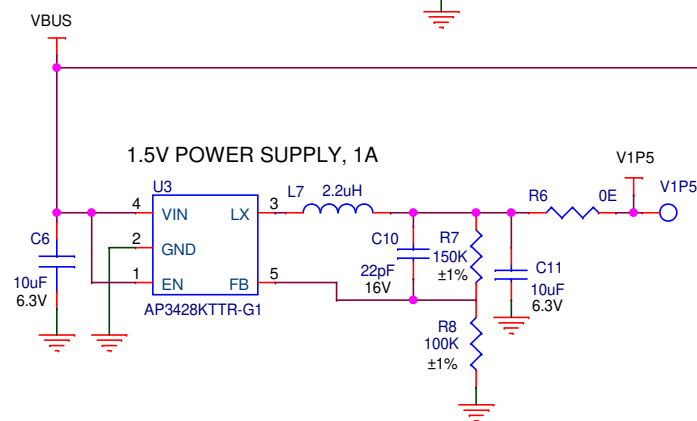 VBUS
1.5V POWER SUPPLY, 1A
U3
4 VIN LX 3
2 GND
1 EN FB 5
AP3428KTTR-G1
L7 2.2uH
C6
10uF
6.3V
C10
22pF
16V
R7
150K
±1%
C11
10uF
6.3V
R8
100K
±1%
R6 0E
V1P5
V1P5